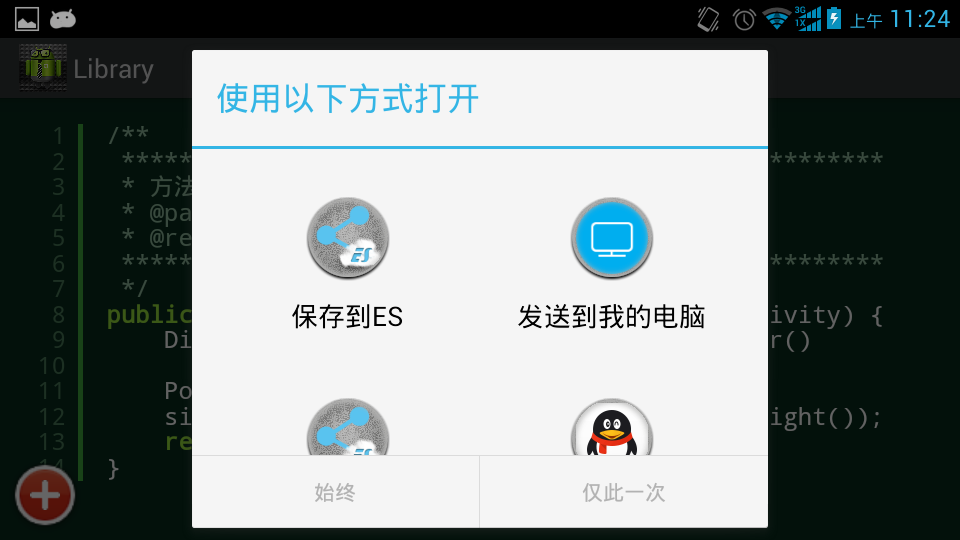 3G
1X
上午 11:24
Library
使用以下方式打开
1 /**
2 ****** ********
3 * 方法
4 * @pa
5 * @re
6 ****** ********
7 */
8 public ivity) {
9 Di r()
10
11 Po
12 si ight());
13 re
14 }
ES
保存到ES
发送到我的电脑
ES
始终
仅此一次